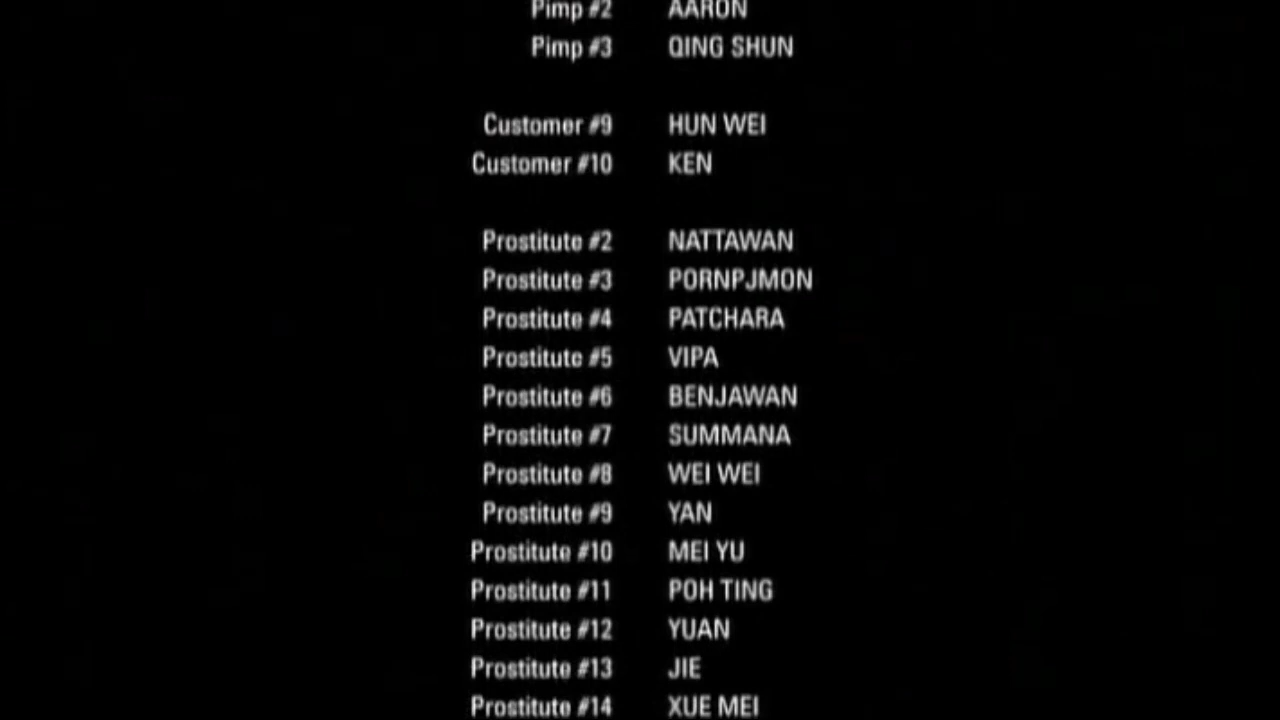 Pimp #2 AARON
Pimp #3 QING SHUN
Customer #9 HUN WEI
Customer #10 KEN
Prostitute #2 NATTAWAN
Prostitute #3 PORNPJMON
Prostitute #4 PATCHARA
Prostitute #5 VIPA
Prostitute #6 BENJAWAN
Prostitute #7 SUMMANA
Prostitute #8 WEI WEI
Prostitute #9 YAN
Prostitute #10 MEI YU
Prostitute #11 POH TING
Prostitute #12 YUAN
Prostitute #13 JIE
Prostitute #14 XUE MEI